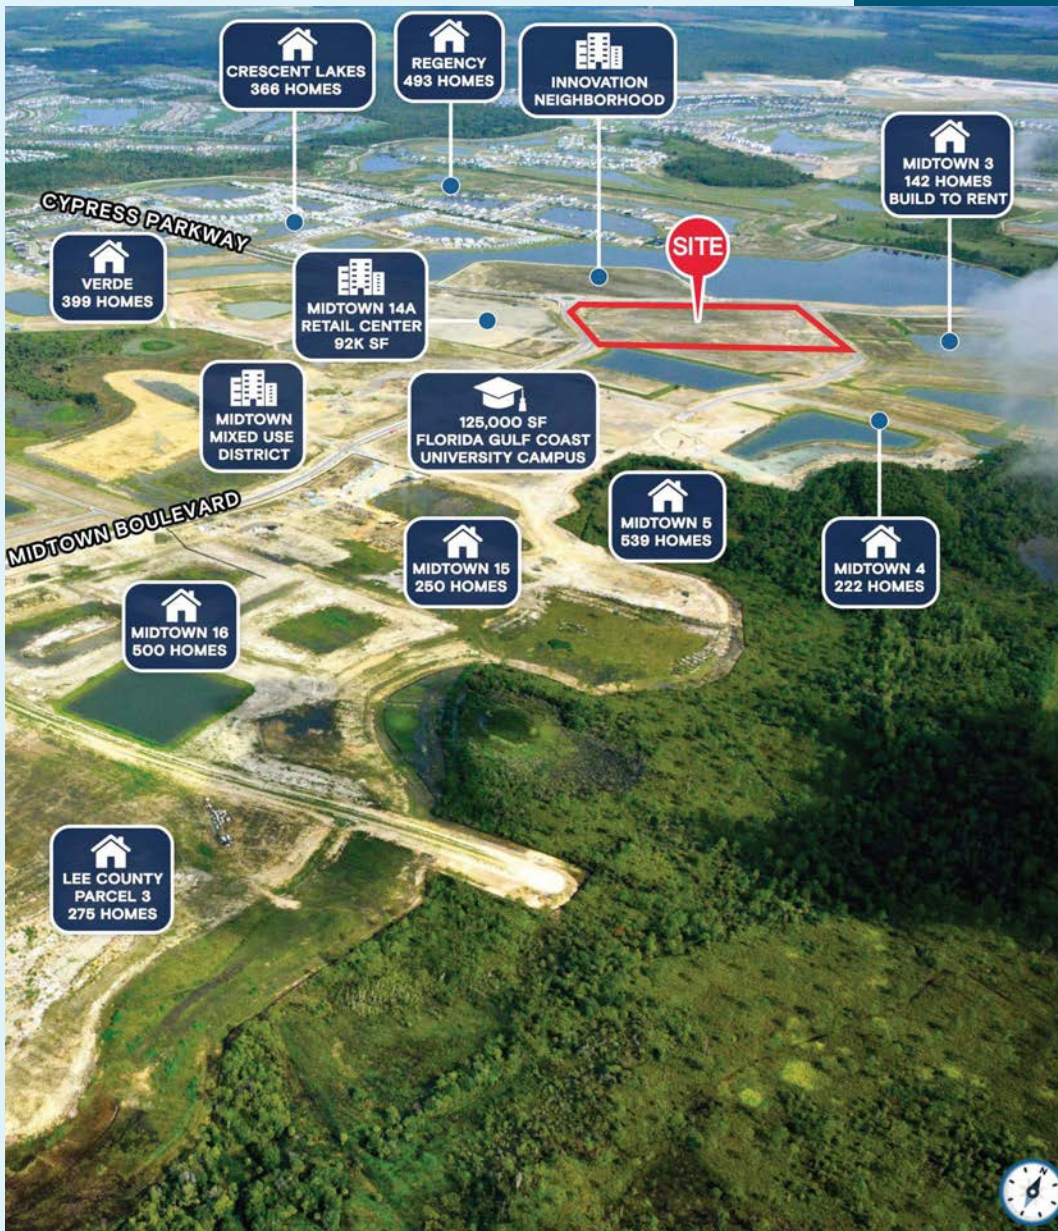 CRESCENT LAKES
366 HOMES
REGENCY
493 HOMES
INNOVATION
NEIGHBORHOOD
MIDTOWN 3
142 HOMES
BUILD TO RENT
CYPRESS PARKWAY
SITE
VERDE
399 HOMES
MIDTOWN 14A
RETAIL CENTER
92K SF
MIDTOWN
MIXED USE
DISTRICT
125,000 SF
FLORIDA GULF COAST
UNIVERSITY CAMPUS
MIDTOWN BOULEVARD
MIDTOWN 5
539 HOMES
MIDTOWN 15
250 HOMES
MIDTOWN 4
222 HOMES
MIDTOWN 16
500 HOMES
LEE COUNTY
PARCEL 3
275 HOMES
N